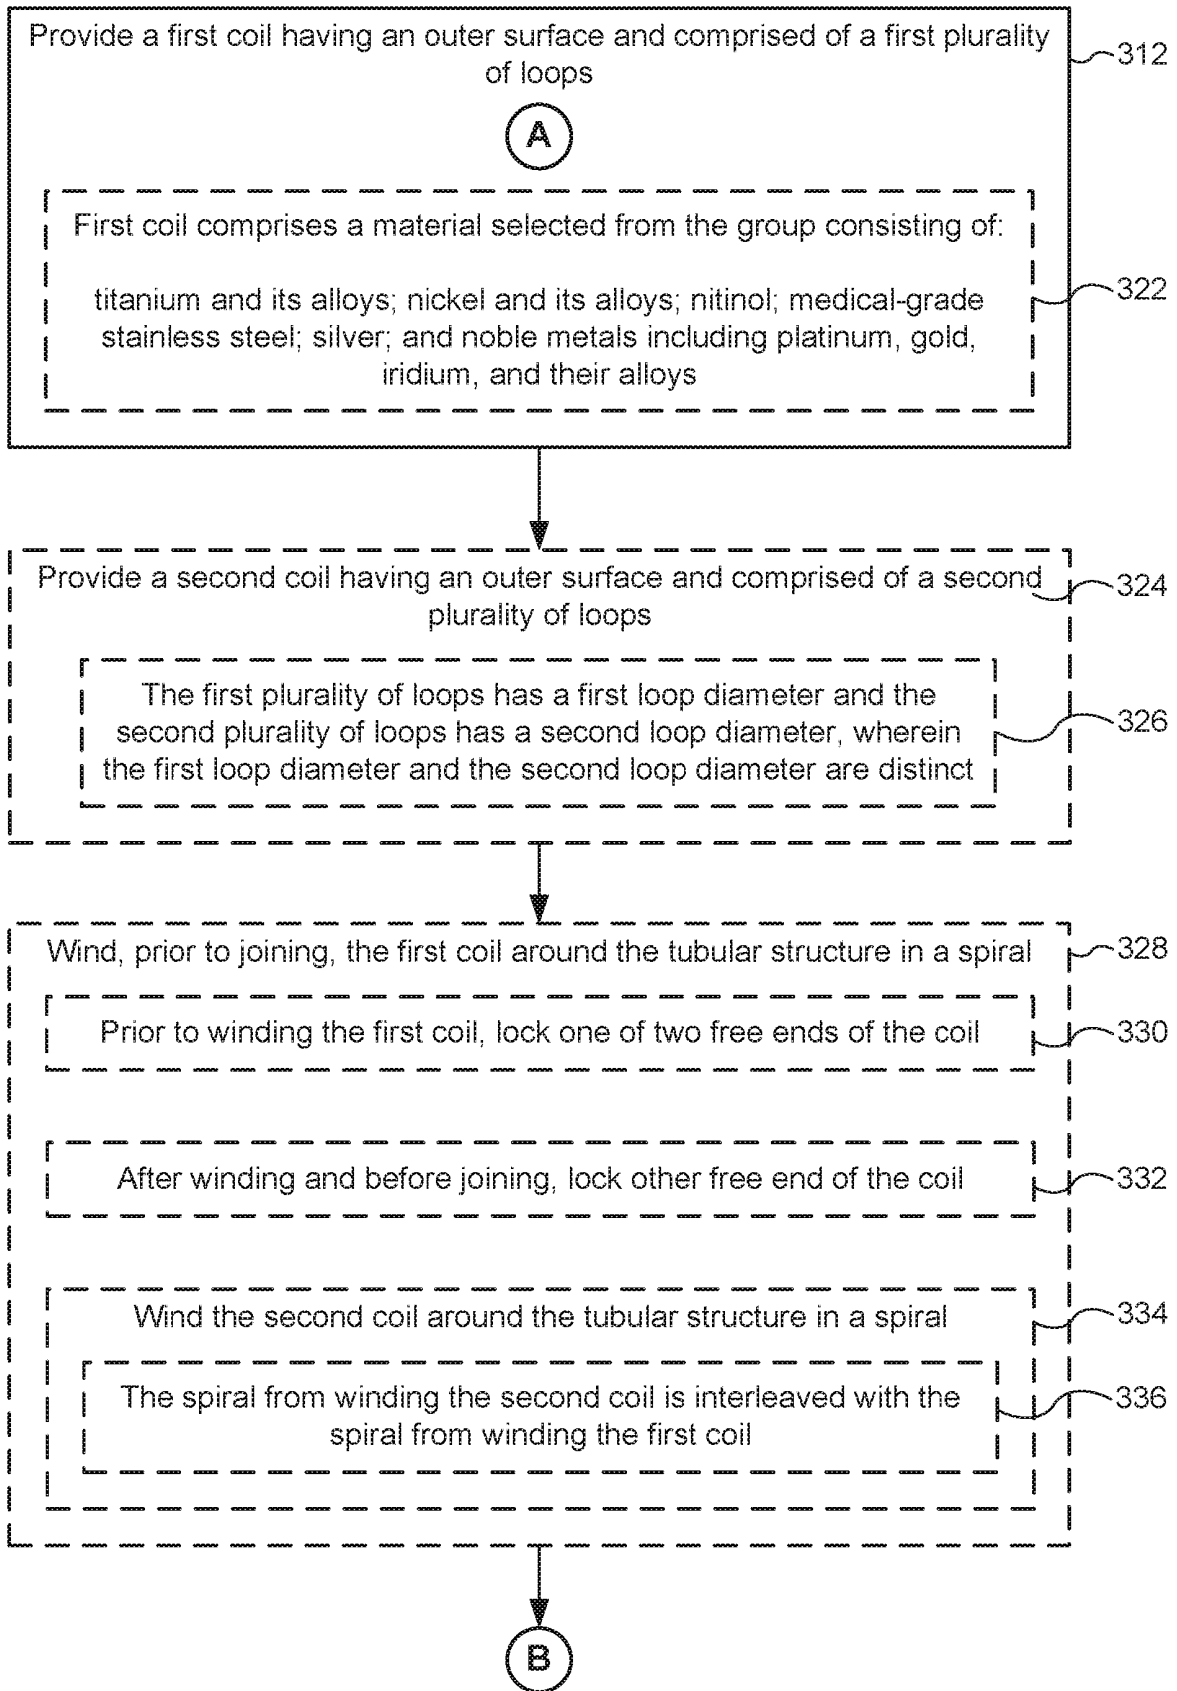 Provide a first coil having an outer surface and comprised of a first plurality
of loops
312
A
First coil comprises a material selected from the group consisting of:
titanium and its alloys; nickel and its alloys; nitinol; medical-grade
stainless steel; silver; and noble metals including platinum, gold,
iridium, and their alloys
322
Provide a second coil having an outer surface and comprised of a second
plurality of loops
324
The first plurality of loops has a first loop diameter and the
second plurality of loops has a second loop diameter, wherein
the first loop diameter and the second loop diameter are distinct
326
Wind, prior to joining, the first coil around the tubular structure in a spiral
328
Prior to winding the first coil, lock one of two free ends of the coil
330
After winding and before joining, lock other free end of the coil
332
Wind the second coil around the tubular structure in a spiral
334
The spiral from winding the second coil is interleaved with the
spiral from winding the first coil
336
B